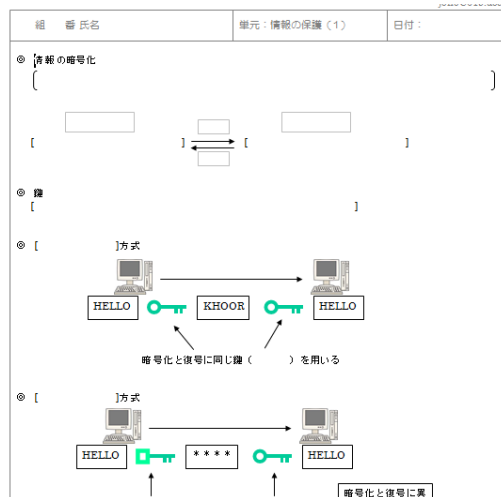 組　　番 氏名　　単元：情報の保護（1）　　日付：
◎ 情報の暗号化
[　　　] [　　　]
◎ 鍵
[　　　]
◎ [　　　]方式
HELLO　KHOOR　HELLO
暗号化と復号に同じ鍵（　　　）を用いる
◎ [　　　]方式
HELLO　****　HELLO
暗号化と復号に異